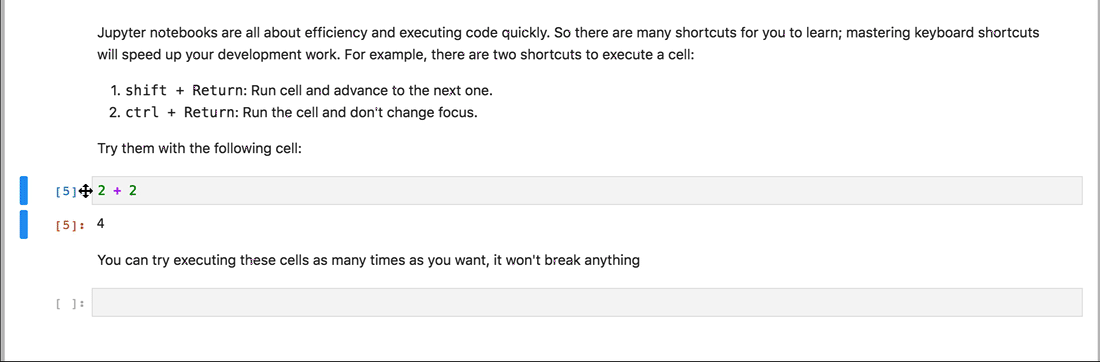 Jupyter notebooks are all about efficiency and executing code quickly. So there are many shortcuts for you to learn; mastering keyboard shortcuts
will speed up your development work. For example, there are two shortcuts to execute a cell:
1. shift + Return: Run cell and advance to the next one.
2. ctrl + Return: Run the cell and don't change focus.
Try them with the following cell:
[5] 2 + 2
[5]: 4
You can try executing these cells as many times as you want, it won't break anything
[ ]: